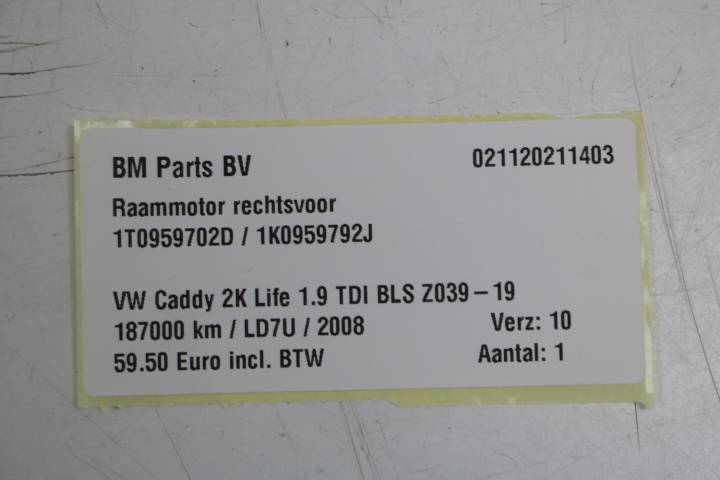 BM Parts BV 021120211403
Raammotor rechtsvoor
1T0959702D / 1K0959792J
VW Caddy 2K Life 1.9 TDI BLS Z039 – 19
187000 km / LD7U / 2008 Verz: 10
59.50 Euro incl. BTW Aantal: 1